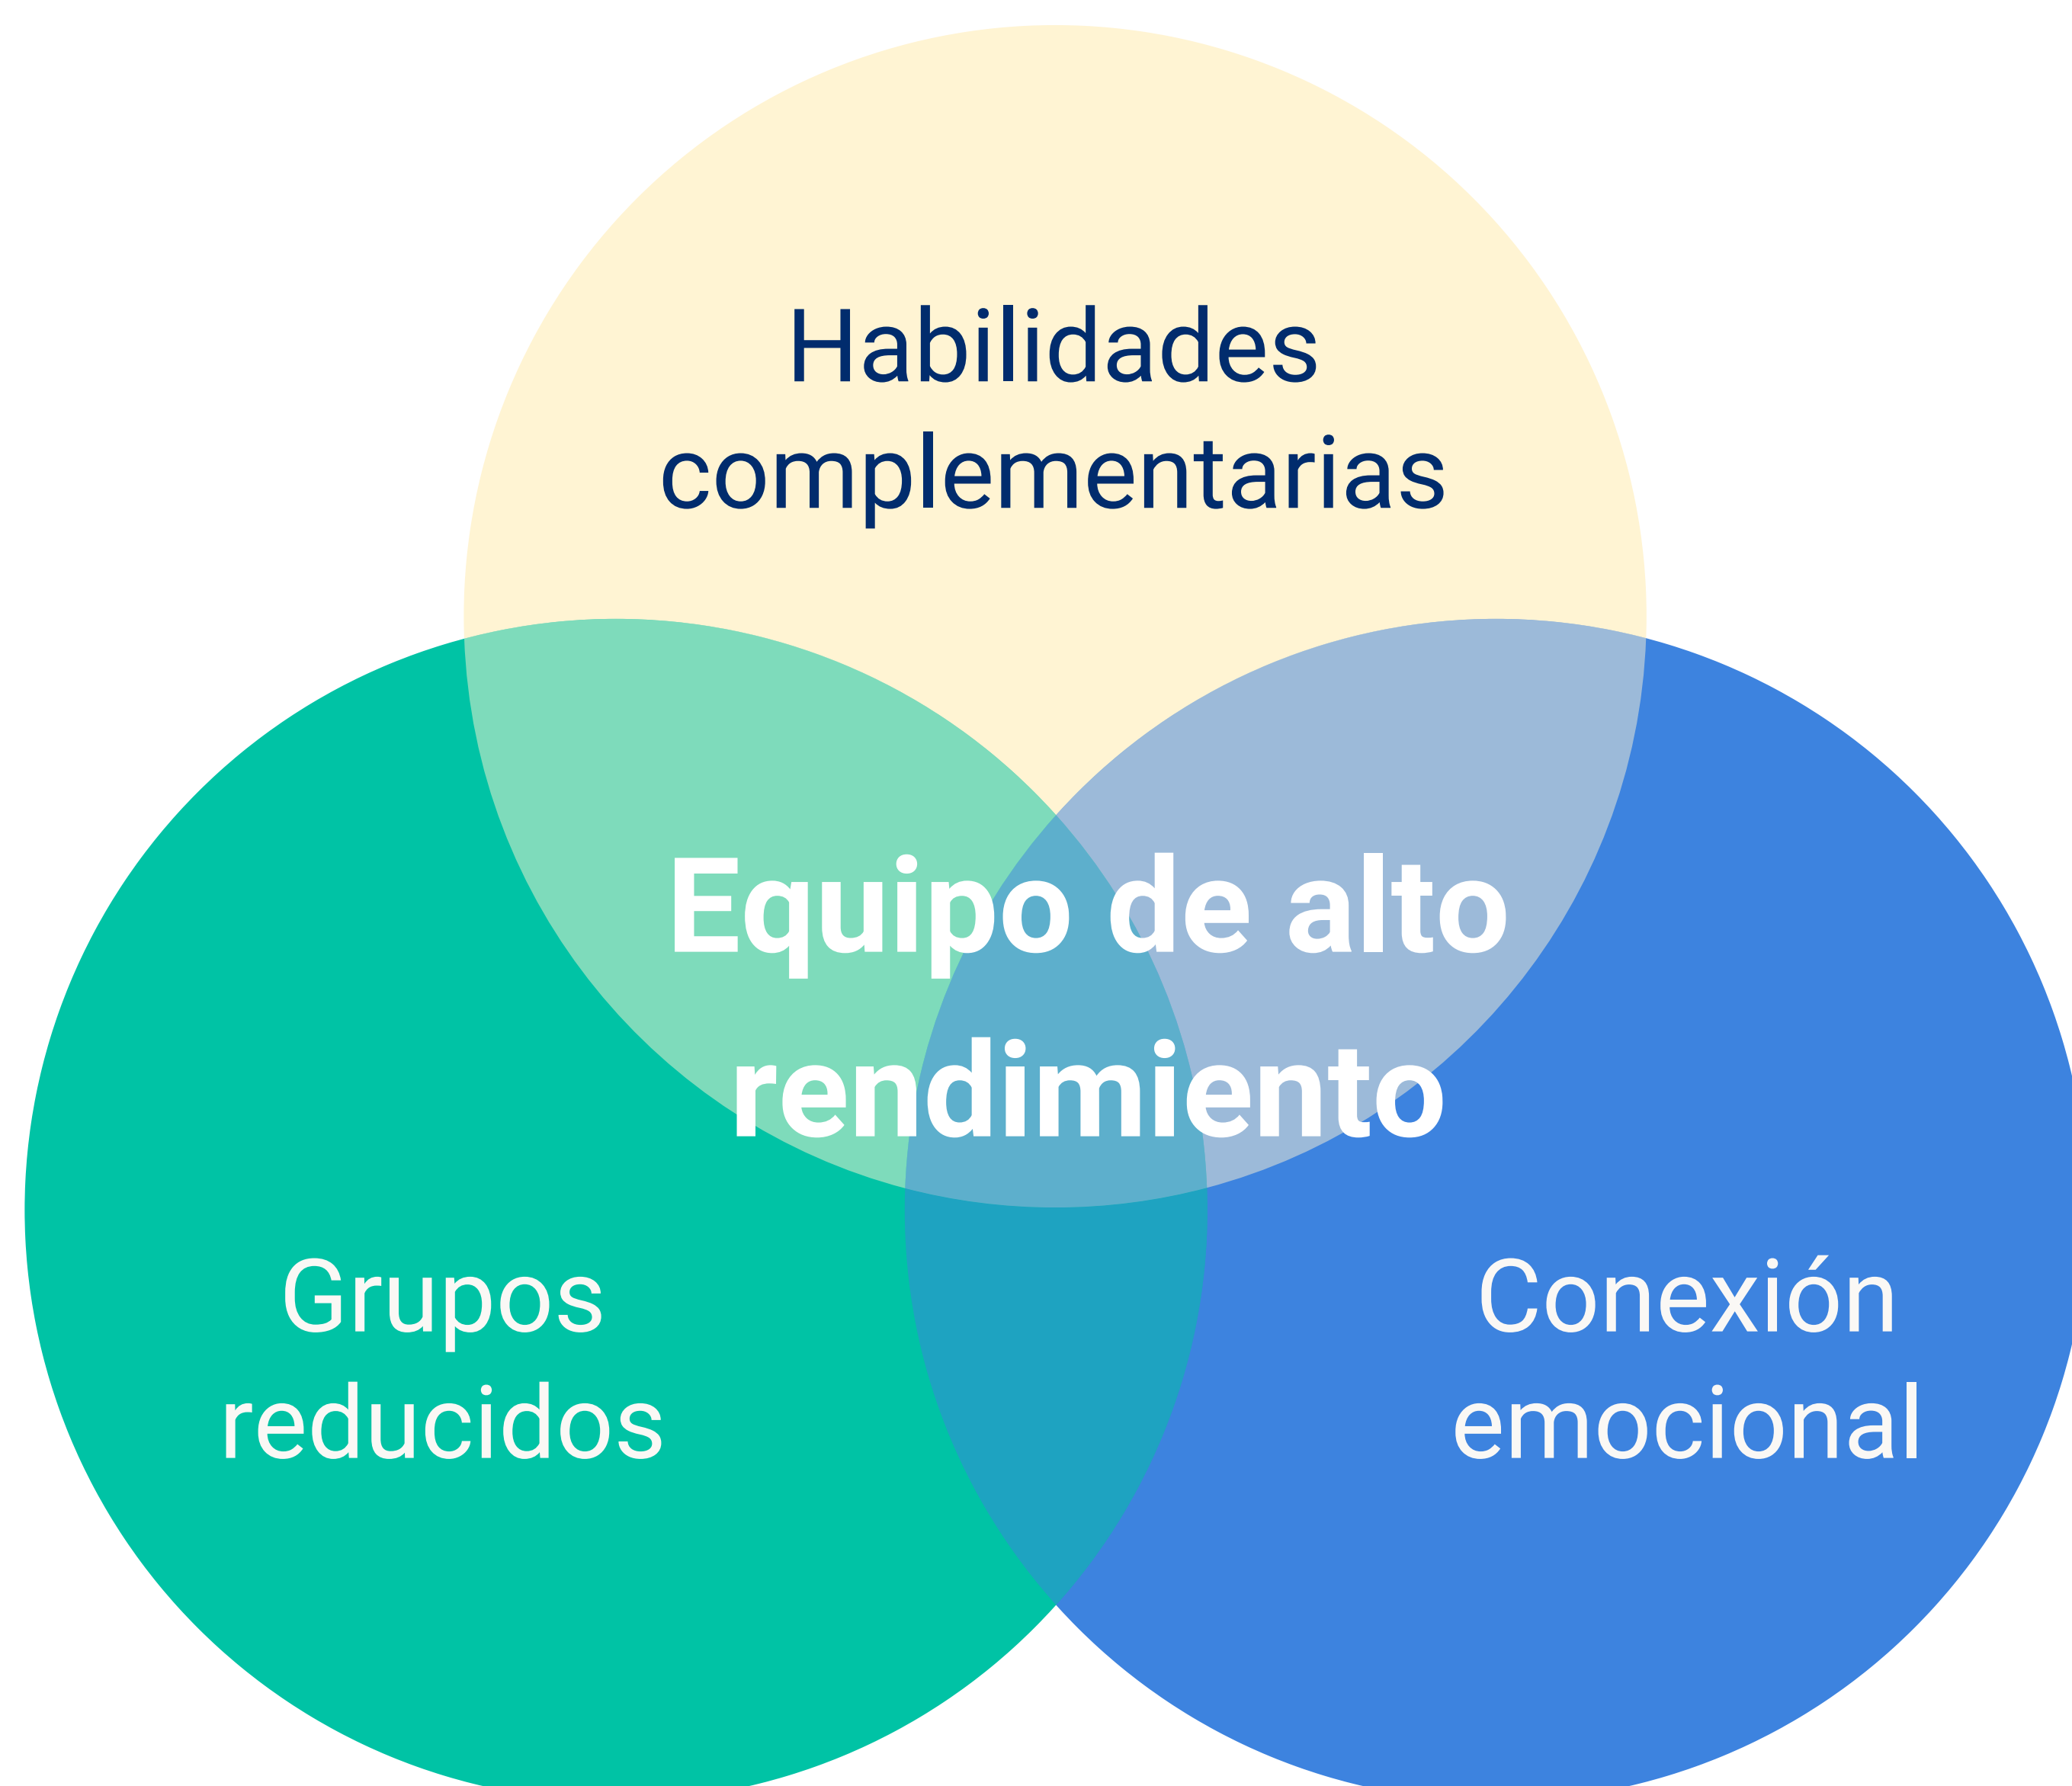 Habilidades
complementarias
Equipo de alto
rendimiento
Grupos
reducidos
Conexión
emocional